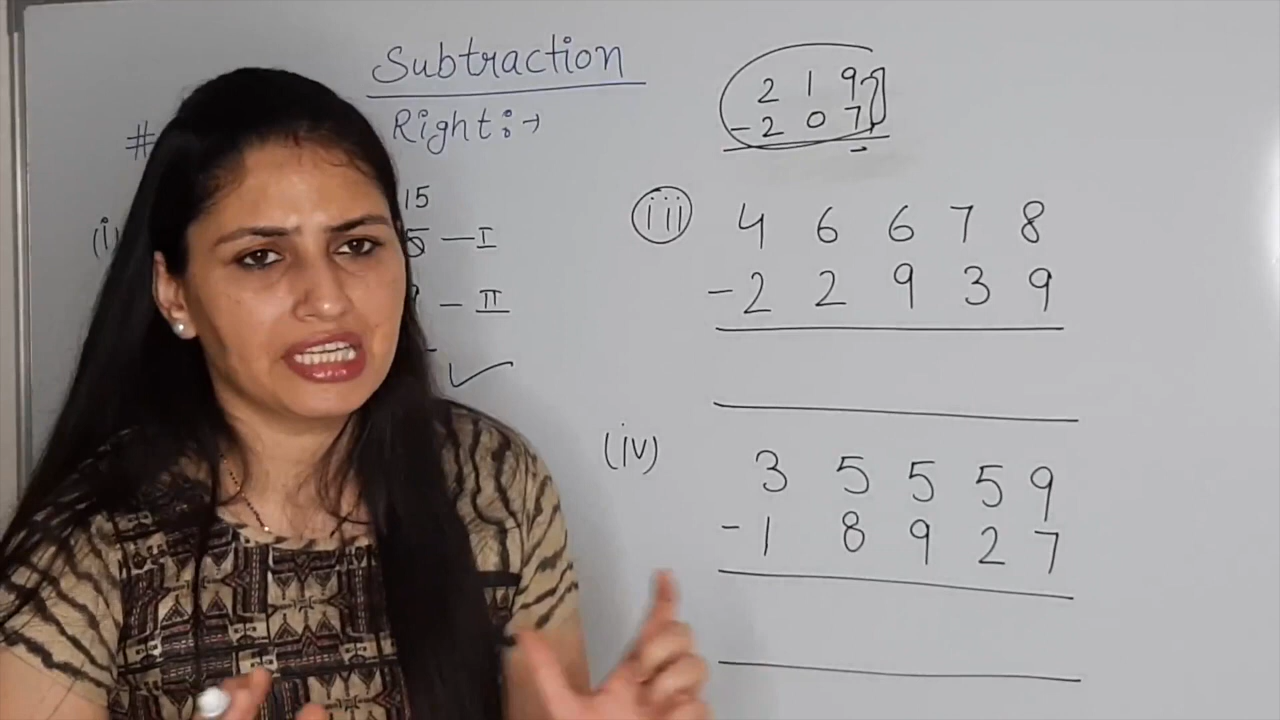 Subtraction
#
Right:→
2 1 9
- 2 0 7
(i)
15
5 — I
— II
(iii)
4 6 6 7 8
- 2 2 9 3 9
(iv)
3 5 5 5 9
- 1 8 9 2 7